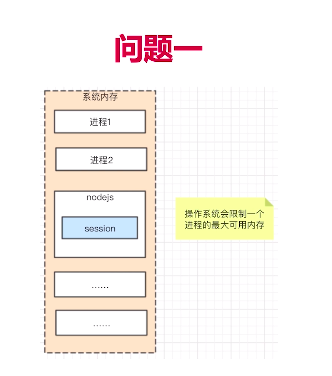 问题一
系统内存
进程1
进程2
nodejs
session
操作系统会限制一个
进程的最大可用内存
……
……